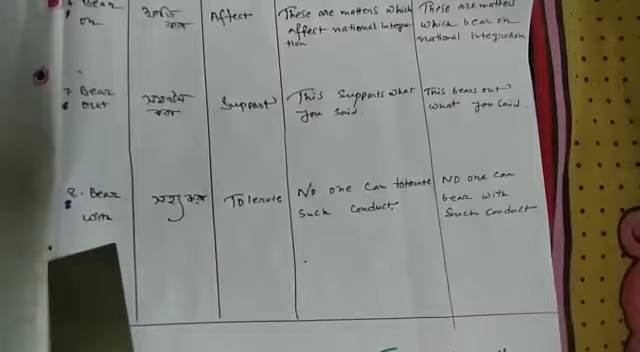 Bear on
করা
Affect
These are matters which
affect national integra-
tion
These are matters
which bear on
national integration
7. Bear
out
সমর্থন
করা
Support
This supports what
you said.
This bears out
what you said
8. Bear
with
সহ্য করা
Tolerate
No one can tolerate
such conduct.
No one can
bear with
such conduct